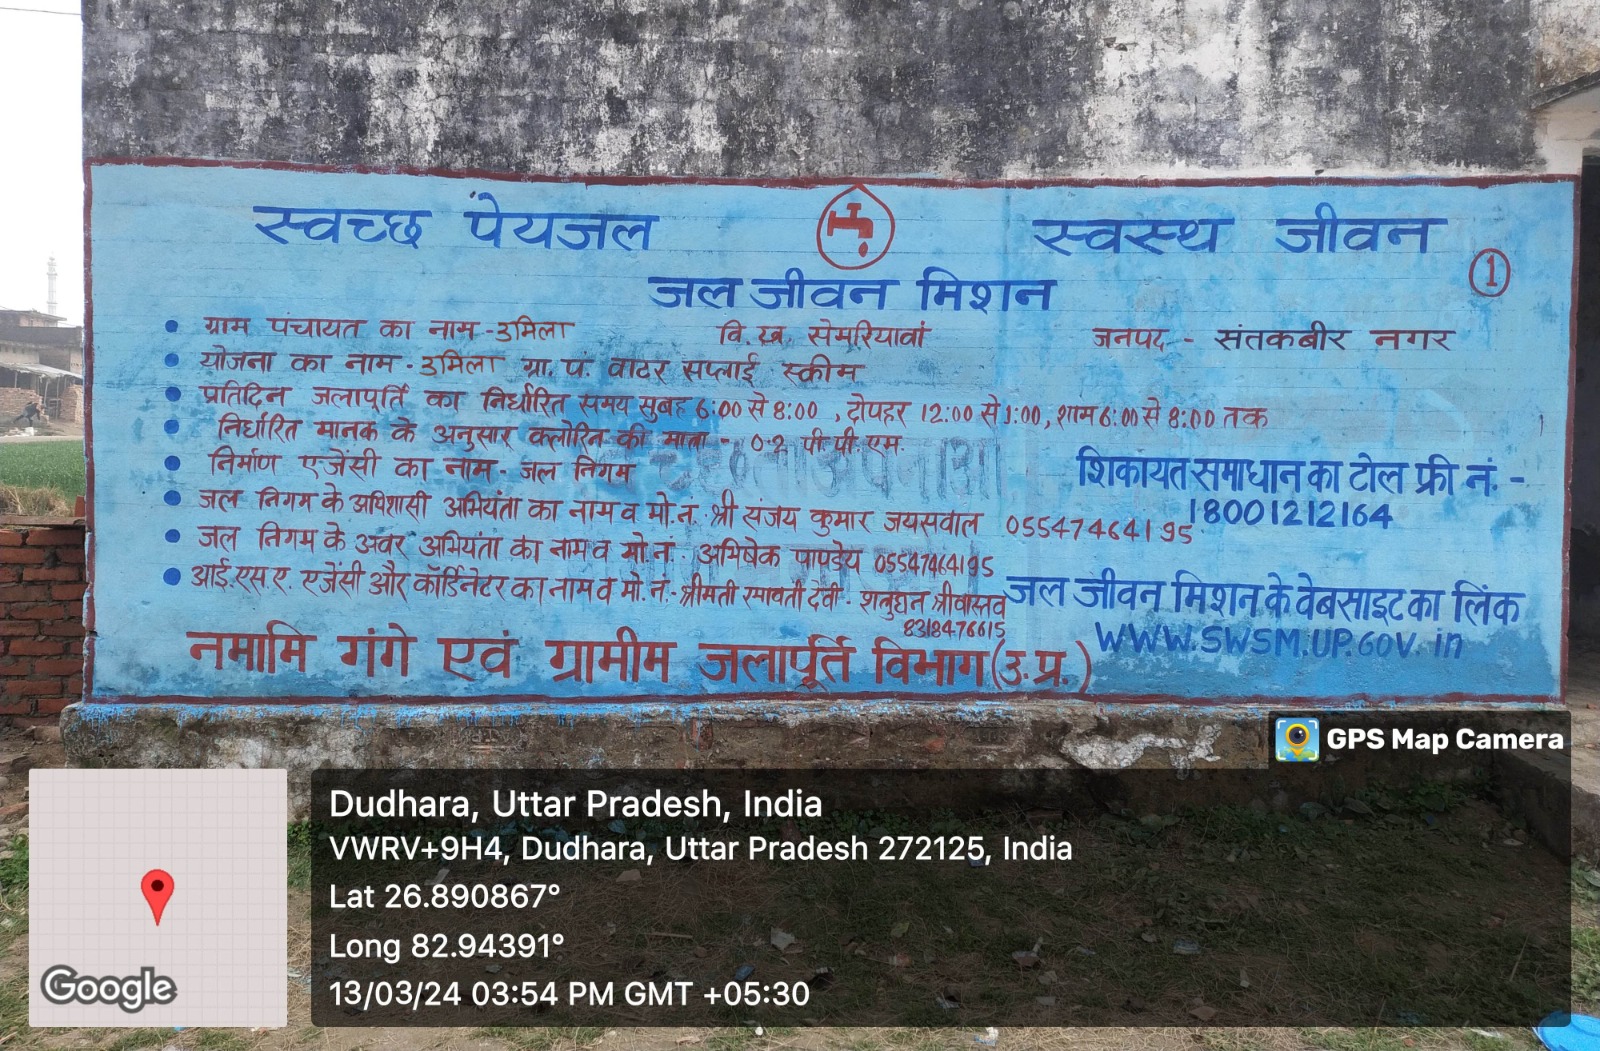 स्वच्छ पेयजल स्वस्थ जीवन
1
जल जीवन मिशन
ग्राम पंचायत का नाम -उमिला वि. ख. सेमरियावां जनपद - संतकबीर नगर
योजना का नाम - उमिला ग्रा. पं. वाटर सप्लाई स्कीम
प्रतिदिन जलापूर्ति का निर्धारित समय सुबह 6:00 से 8:00 , दोपहर 12:00 से 1:00, शाम 6:00 से 8:00 तक
निर्धारित मानक के अनुसार क्लोरिन की मात्रा - 0.2 पी. पी. एम.
निर्माण एजेंसी का नाम- जल निगम
शिकायत समाधान का टोल फ्री नं. -
18001212164
जल निगम के अधिशासी अभियंता का नाम व मो.नं. श्री संजय कुमार जयसवाल 05547464195
जल निगम के अवर अभियंता का नाम व मो.नं. अभिषेक पाण्डेय 05547464195
आई.एस.ए. एजेंसी और कॉर्डिनेटर का नाम व मो.नं.- श्रीमती रमावती देवी - शत्रुघन श्रीवास्तव
8318476615
जल जीवन मिशन के वेबसाइट का लिंक
WWW.SWSM.UP.GOV.in
नमामि गंगे एवं ग्रामीम जलापूर्ति विभाग (उ.प्र.)
GPS Map Camera
Dudhara, Uttar Pradesh, India
VWRV+9H4, Dudhara, Uttar Pradesh 272125, India
Lat 26.890867°
Long 82.94391°
13/03/24 03:54 PM GMT +05:30
Google